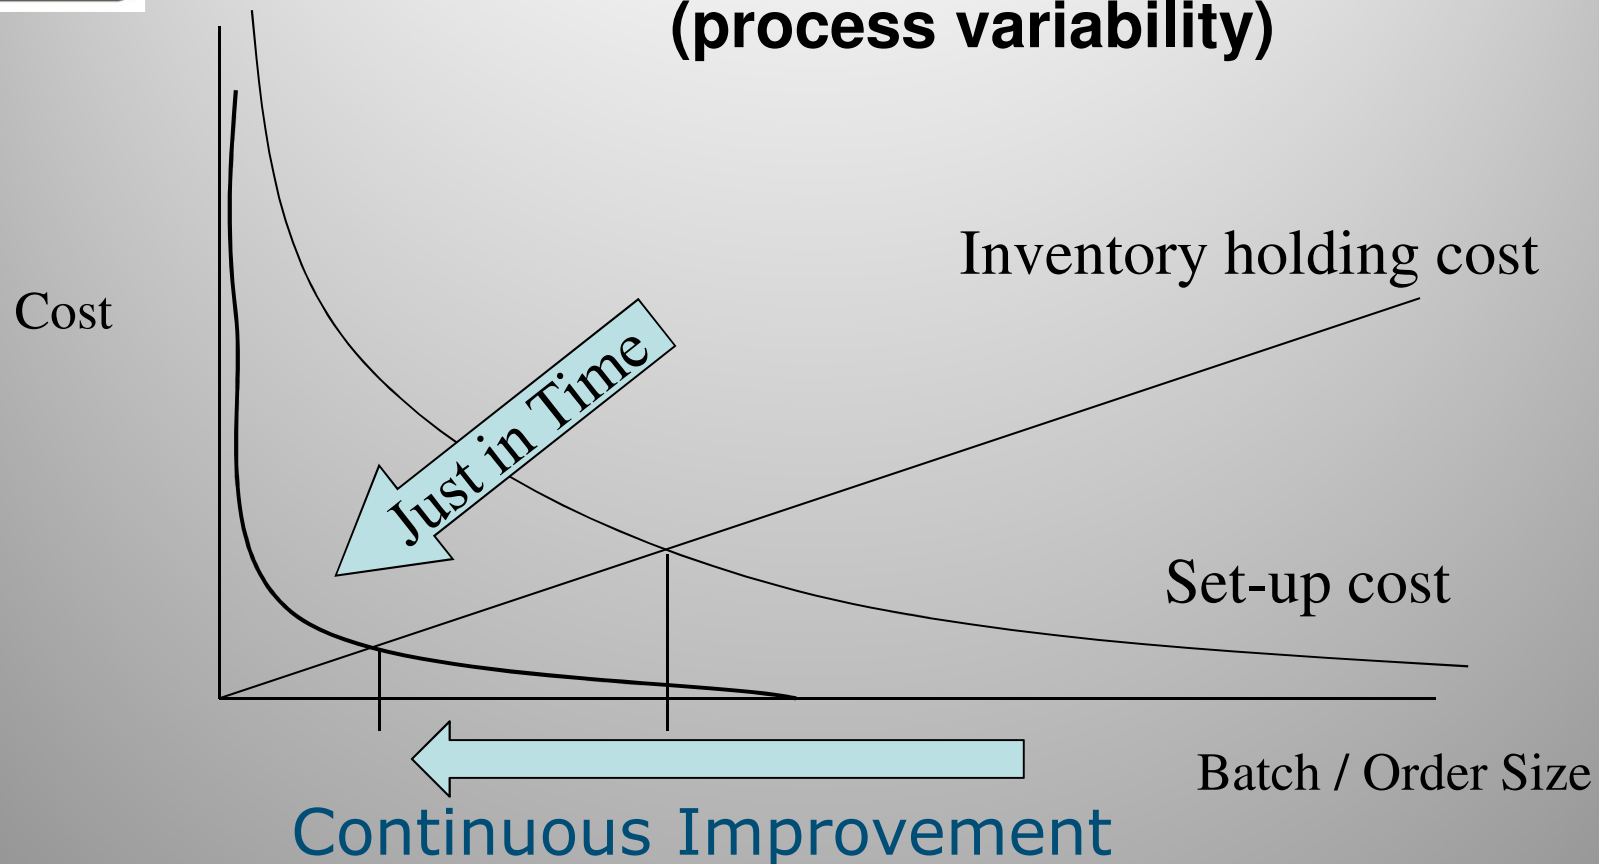 (process variability)
Inventory holding cost
Cost
Just in Time
Set-up cost
Batch / Order Size
Continuous Improvement